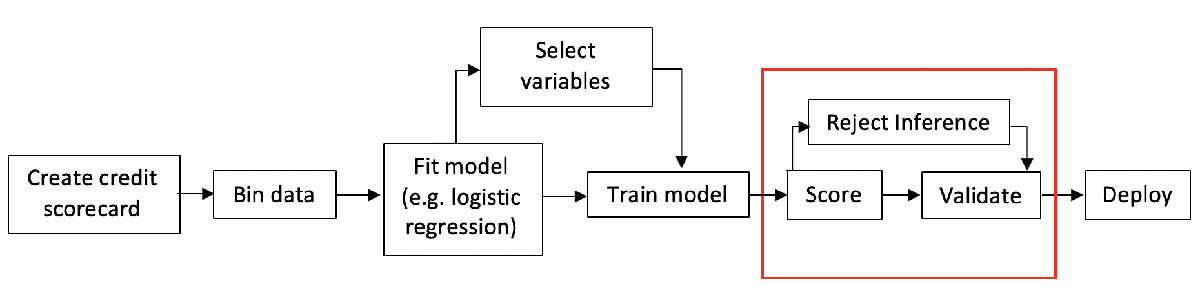 Create credit
scorecard
Bin data
Fit model
(e.g. logistic
regression)
Select
variables
Train model
Score
Reject Inference
Validate
Deploy